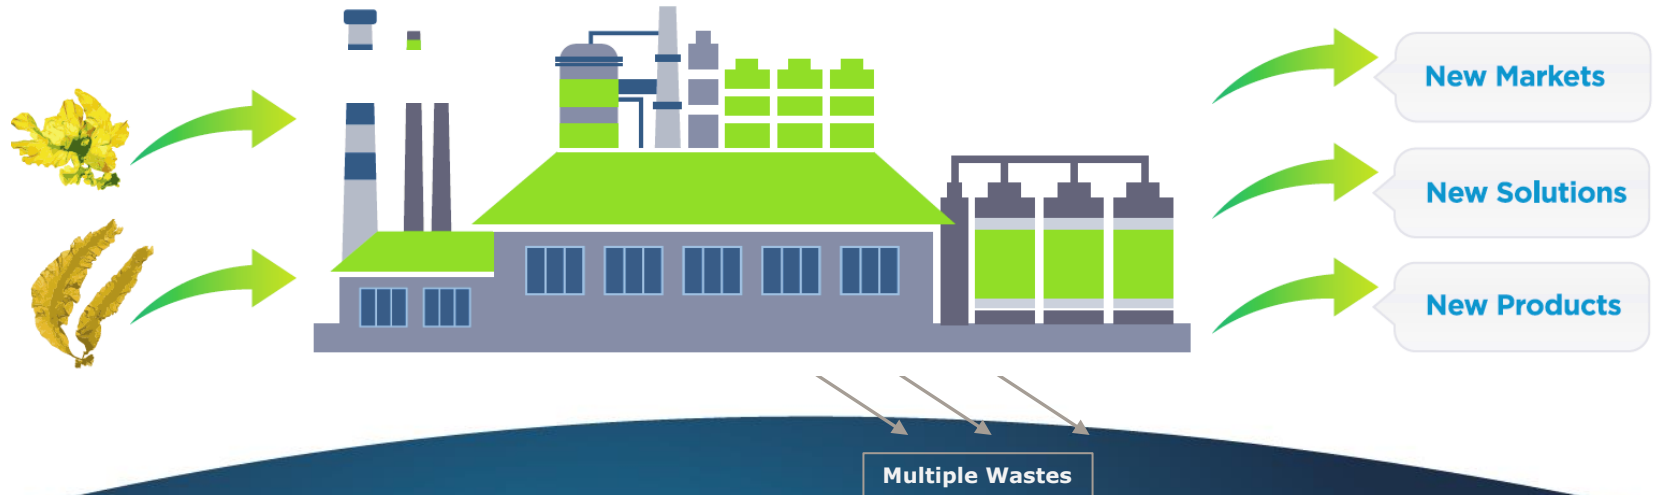 New Markets
New Solutions
New Products
Multiple Wastes